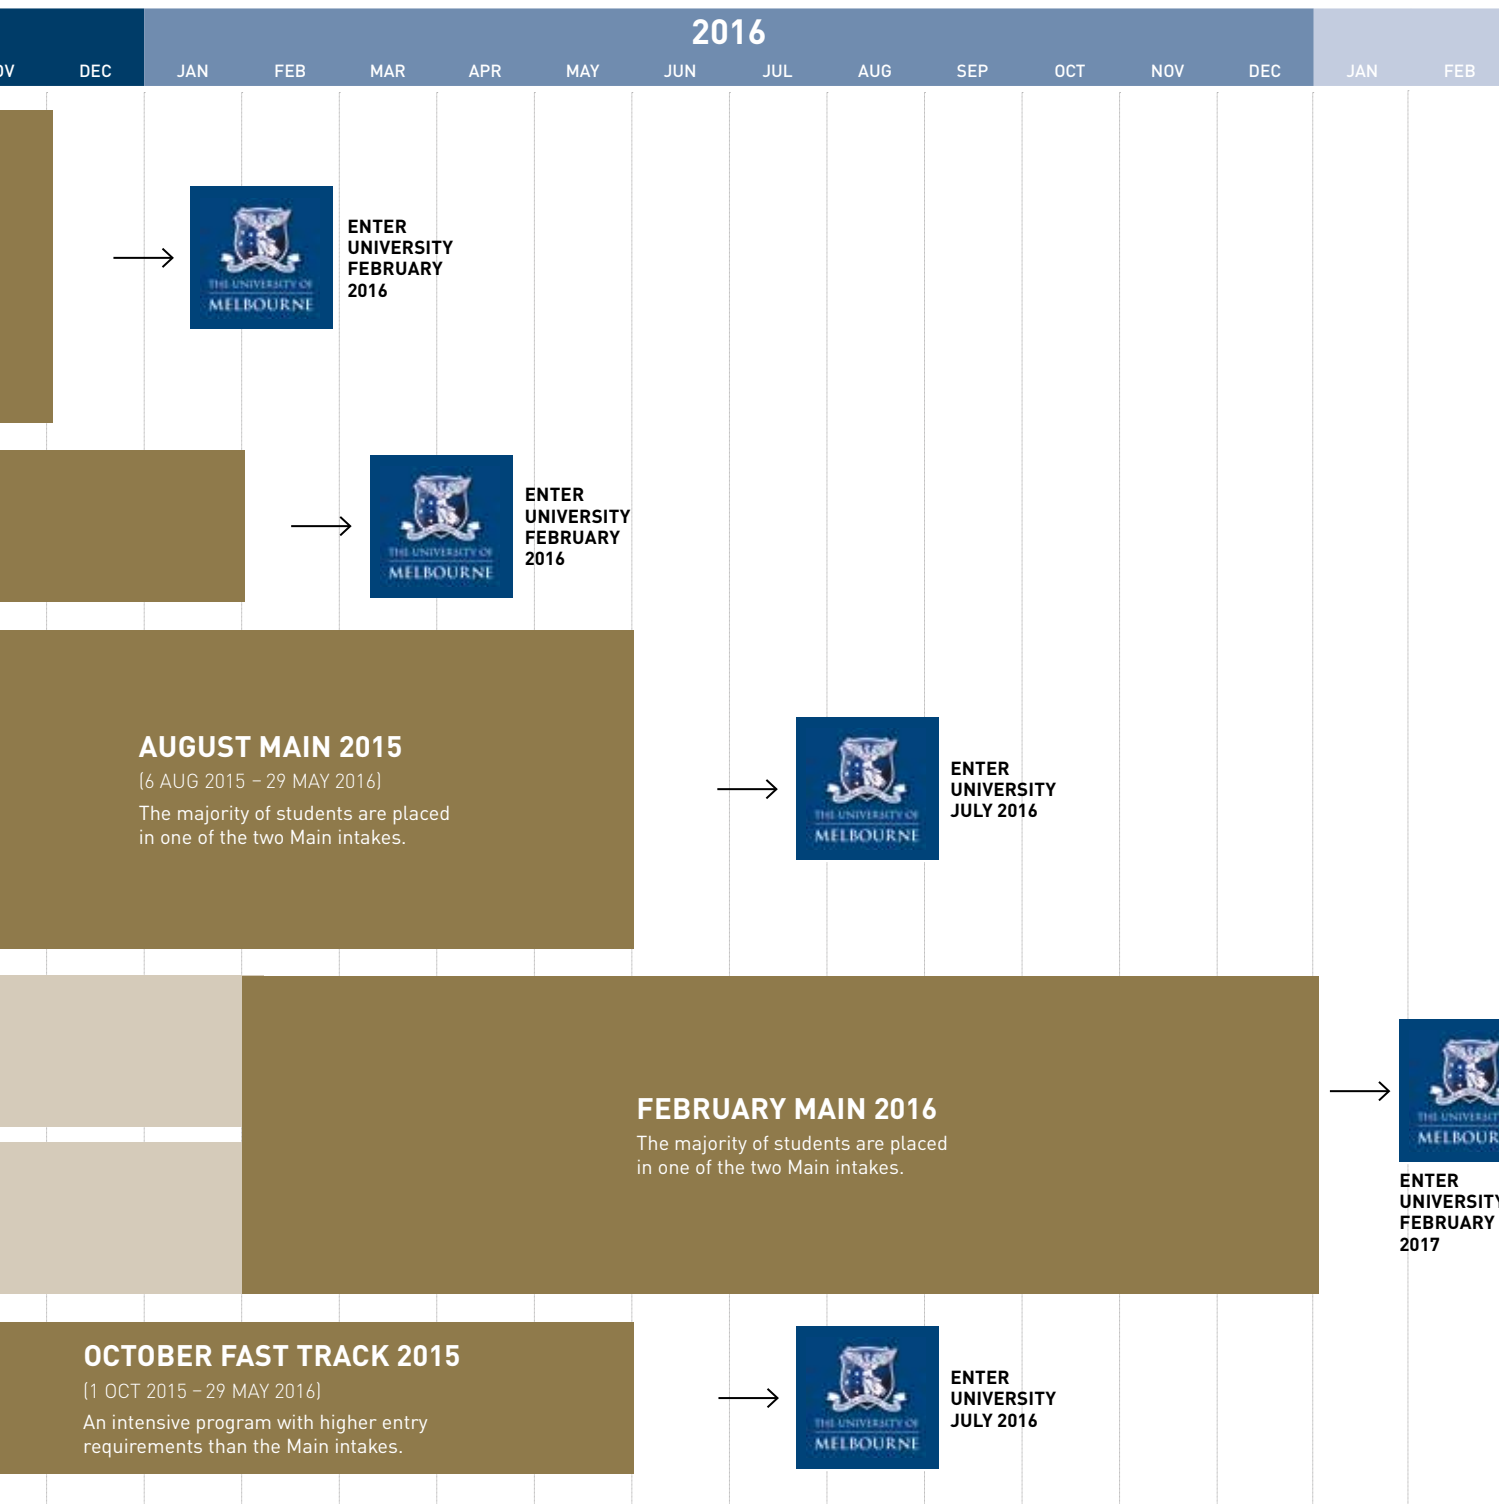 2016
OV DEC JAN FEB MAR APR MAY JUN JUL AUG SEP OCT NOV DEC JAN FEB
THE UNIVERSITY OF
MELBOURNE
ENTER
UNIVERSITY
FEBRUARY
2016
THE UNIVERSITY OF
MELBOURNE
ENTER
UNIVERSITY
FEBRUARY
2016
AUGUST MAIN 2015
(6 AUG 2015 – 29 MAY 2016)
The majority of students are placed
in one of the two Main intakes.
THE UNIVERSITY OF
MELBOURNE
ENTER
UNIVERSITY
JULY 2016
FEBRUARY MAIN 2016
The majority of students are placed
in one of the two Main intakes.
THE UNIVERSIT
MELBOUR
ENTER
UNIVERSITY
FEBRUARY
2017
OCTOBER FAST TRACK 2015
(1 OCT 2015 – 29 MAY 2016)
An intensive program with higher entry
requirements than the Main intakes.
THE UNIVERSITY OF
MELBOURNE
ENTER
UNIVERSITY
JULY 2016